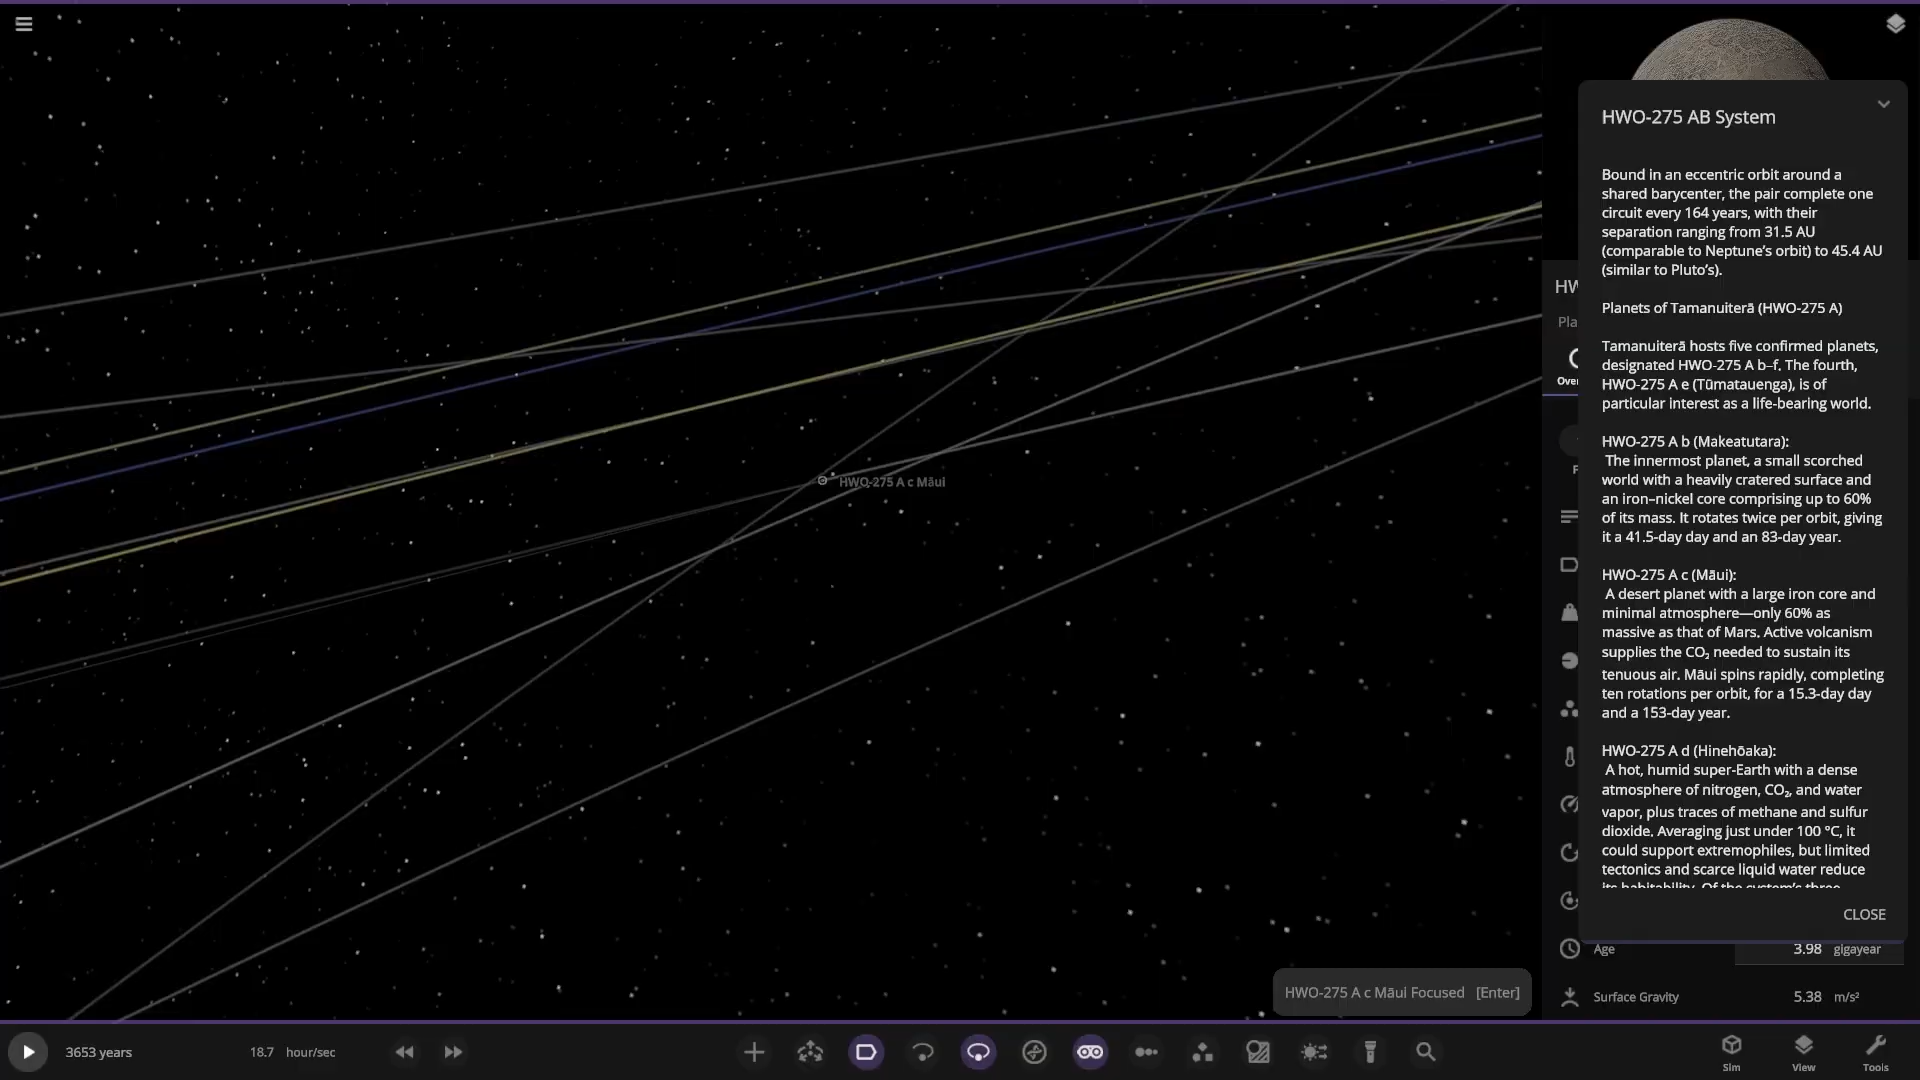 HWO-275 AB System
Bound in an eccentric orbit around a
shared barycenter, the pair complete one
circuit every 164 years, with their
separation ranging from 31.5 AU
(comparable to Neptune's orbit) to 45.4 AU
(similar to Pluto's).
Planets of Tamanuiterā (HWO-275 A)
Tamanuiterā hosts five confirmed planets,
designated HWO-275 A b–f. The fourth,
HWO-275 A e (Tūmatauenga), is of
particular interest as a life-bearing world.
HWO-275 A b (Makeatutara):
The innermost planet, a small scorched
world with a heavily cratered surface and
an iron–nickel core comprising up to 60%
of its mass. It rotates twice per orbit, giving
it a 41.5-day day and an 83-day year.
HWO-275 A c (Māui):
A desert planet with a large iron core and
minimal atmosphere—only 60% as
massive as that of Mars. Active volcanism
supplies the CO₂ needed to sustain its
tenuous air. Māui spins rapidly, completing
ten rotations per orbit, for a 15.3-day day
and a 153-day year.
HWO-275 A d (Hinehōaka):
A hot, humid super-Earth with a dense
atmosphere of nitrogen, CO₂, and water
vapor, plus traces of methane and sulfur
dioxide. Averaging just under 100 °C, it
could support extremophiles, but limited
tectonics and scarce liquid water reduce
its habitability. Of the system's three
CLOSE
HW
Pla
Over
HWO-275 A c Māui
Age 3.98 gigayear
Surface Gravity 5.38 m/s²
HWO-275 A c Māui Focused [Enter]
3653 years 18.7 hour/sec
Sim View Tools